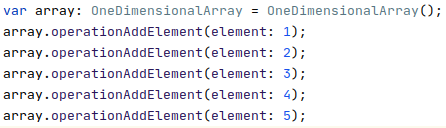 var array: OneDimensionalArray = OneDimensionalArray();
array.operationAddElement(element: 1);
array.operationAddElement(element: 2);
array.operationAddElement(element: 3);
array.operationAddElement(element: 4);
array.operationAddElement(element: 5);